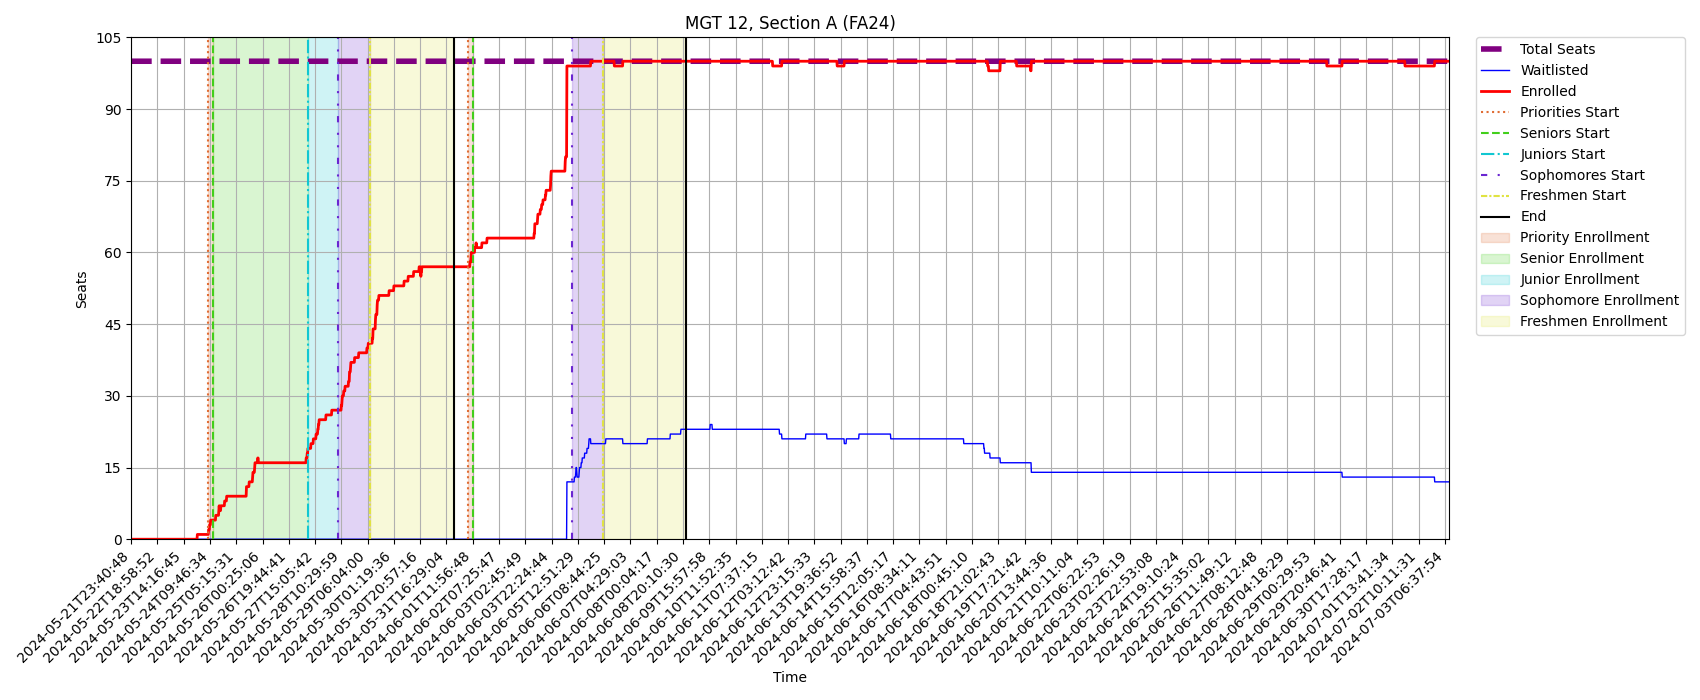 MGT 12, Section A (FA24)
105
90
75
60
45
30
15
0
Seats
2024-05-21T23:40:48
2024-05-22T18:58:52
2024-05-23T14:16:45
2024-05-24T09:46:34
2024-05-25T05:15:31
2024-05-26T00:25:06
2024-05-26T19:44:41
2024-05-27T15:05:42
2024-05-28T10:29:59
2024-05-29T06:04:00
2024-05-30T01:19:36
2024-05-30T20:57:16
2024-05-31T16:29:04
2024-06-01T11:56:48
2024-06-02T07:25:47
2024-06-03T02:45:49
2024-06-03T22:24:44
2024-06-05T12:51:29
2024-06-06T08:44:25
2024-06-07T04:29:03
2024-06-08T00:04:17
2024-06-08T20:10:30
2024-06-09T15:57:58
2024-06-10T11:52:35
2024-06-11T07:37:15
2024-06-12T03:12:42
2024-06-12T23:15:33
2024-06-13T19:36:52
2024-06-14T15:58:37
2024-06-15T12:05:17
2024-06-16T08:34:11
2024-06-17T04:43:51
2024-06-18T00:45:10
2024-06-18T21:02:43
2024-06-19T17:21:42
2024-06-20T13:44:36
2024-06-21T10:11:04
2024-06-22T06:22:53
2024-06-23T02:26:19
2024-06-23T22:53:08
2024-06-24T19:10:24
2024-06-25T15:35:02
2024-06-26T11:49:12
2024-06-27T08:12:48
2024-06-28T04:18:29
2024-06-29T00:29:53
2024-06-29T20:46:41
2024-06-30T17:28:17
2024-07-01T13:41:34
2024-07-02T10:11:31
2024-07-03T06:37:54
Time
Total Seats
Waitlisted
Enrolled
Priorities Start
Seniors Start
Juniors Start
Sophomores Start
Freshmen Start
End
Priority Enrollment
Senior Enrollment
Junior Enrollment
Sophomore Enrollment
Freshmen Enrollment